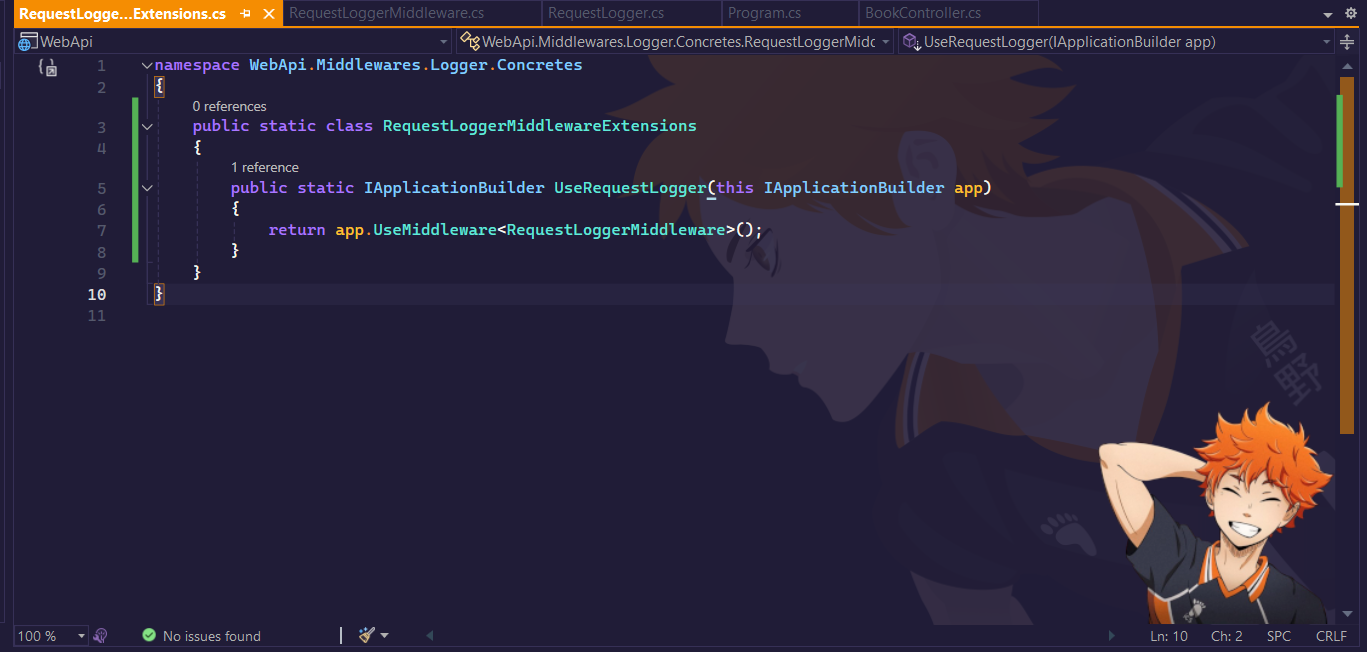 RequestLogge...Extensions.cs RequestLoggerMiddleware.cs RequestLogger.cs Program.cs BookController.cs
WebApi WebApi.Middlewares.Logger.Concretes.RequestLoggerMidd UseRequestLogger(IApplicationBuilder app)
1 namespace WebApi.Middlewares.Logger.Concretes
2 {
0 references
3 public static class RequestLoggerMiddlewareExtensions
4 {
1 reference
5 public static IApplicationBuilder UseRequestLogger(this IApplicationBuilder app)
6 {
7 return app.UseMiddleware<RequestLoggerMiddleware>();
8 }
9 }
10 }
11
烏野
100 % No issues found Ln: 10 Ch: 2 SPC CRLF